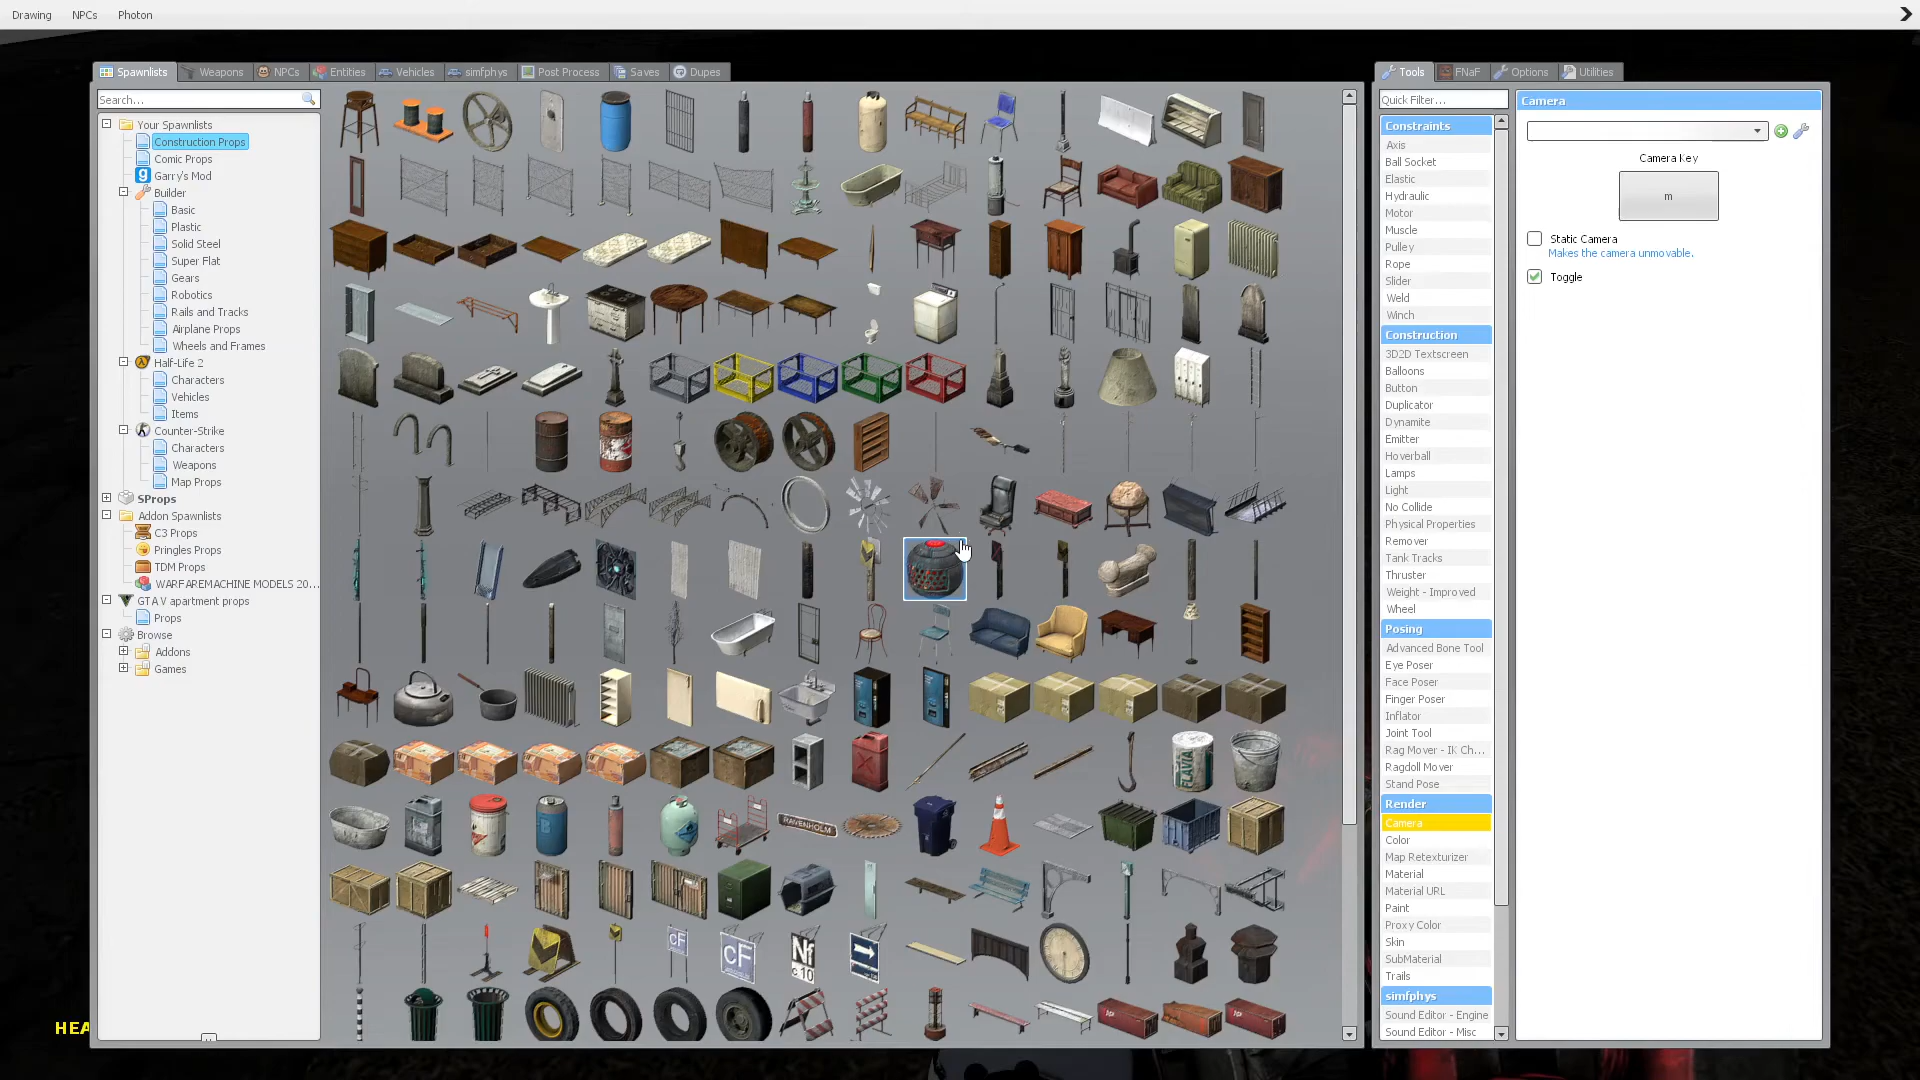 Drawing NPCs Photon
Spawnlists Weapons NPCs Entities Vehicles simfphys Post Process Saves Dupes
Search...
Your Spawnlists
Construction Props
Comic Props
Garry's Mod
Builder
Basic
Plastic
Solid Steel
Super Flat
Gears
Robotics
Rails and Tracks
Airplane Props
Wheels and Frames
Half-Life 2
Characters
Vehicles
Items
Counter-Strike
Characters
Weapons
Map Props
SProps
Addon Spawnlists
C3 Props
Pringles Props
TDM Props
WARFAREMACHINE MODELS 20...
GTA V apartment props
Props
Browse
Addons
Games
HEA
FLAVIA
RAVENHOLM
cF
cF
Nf
c 10
Tools FNaF Options Utilities
Quick Filter...
Constraints
Axis
Ball Socket
Elastic
Hydraulic
Motor
Muscle
Pulley
Rope
Slider
Weld
Winch
Construction
3D2D Textscreen
Balloons
Button
Duplicator
Dynamite
Emitter
Hoverball
Lamps
Light
No Collide
Physical Properties
Remover
Tank Tracks
Thruster
Weight - Improved
Wheel
Posing
Advanced Bone Tool
Eye Poser
Face Poser
Finger Poser
Inflator
Joint Tool
Rag Mover - IK Ch...
Ragdoll Mover
Stand Pose
Render
Camera
Color
Map Retexturizer
Material
Material URL
Paint
Proxy Color
Skin
SubMaterial
Trails
simfphys
Sound Editor - Engine
Sound Editor - Misc
Camera
Camera Key
m
Static Camera
Makes the camera unmovable.
Toggle